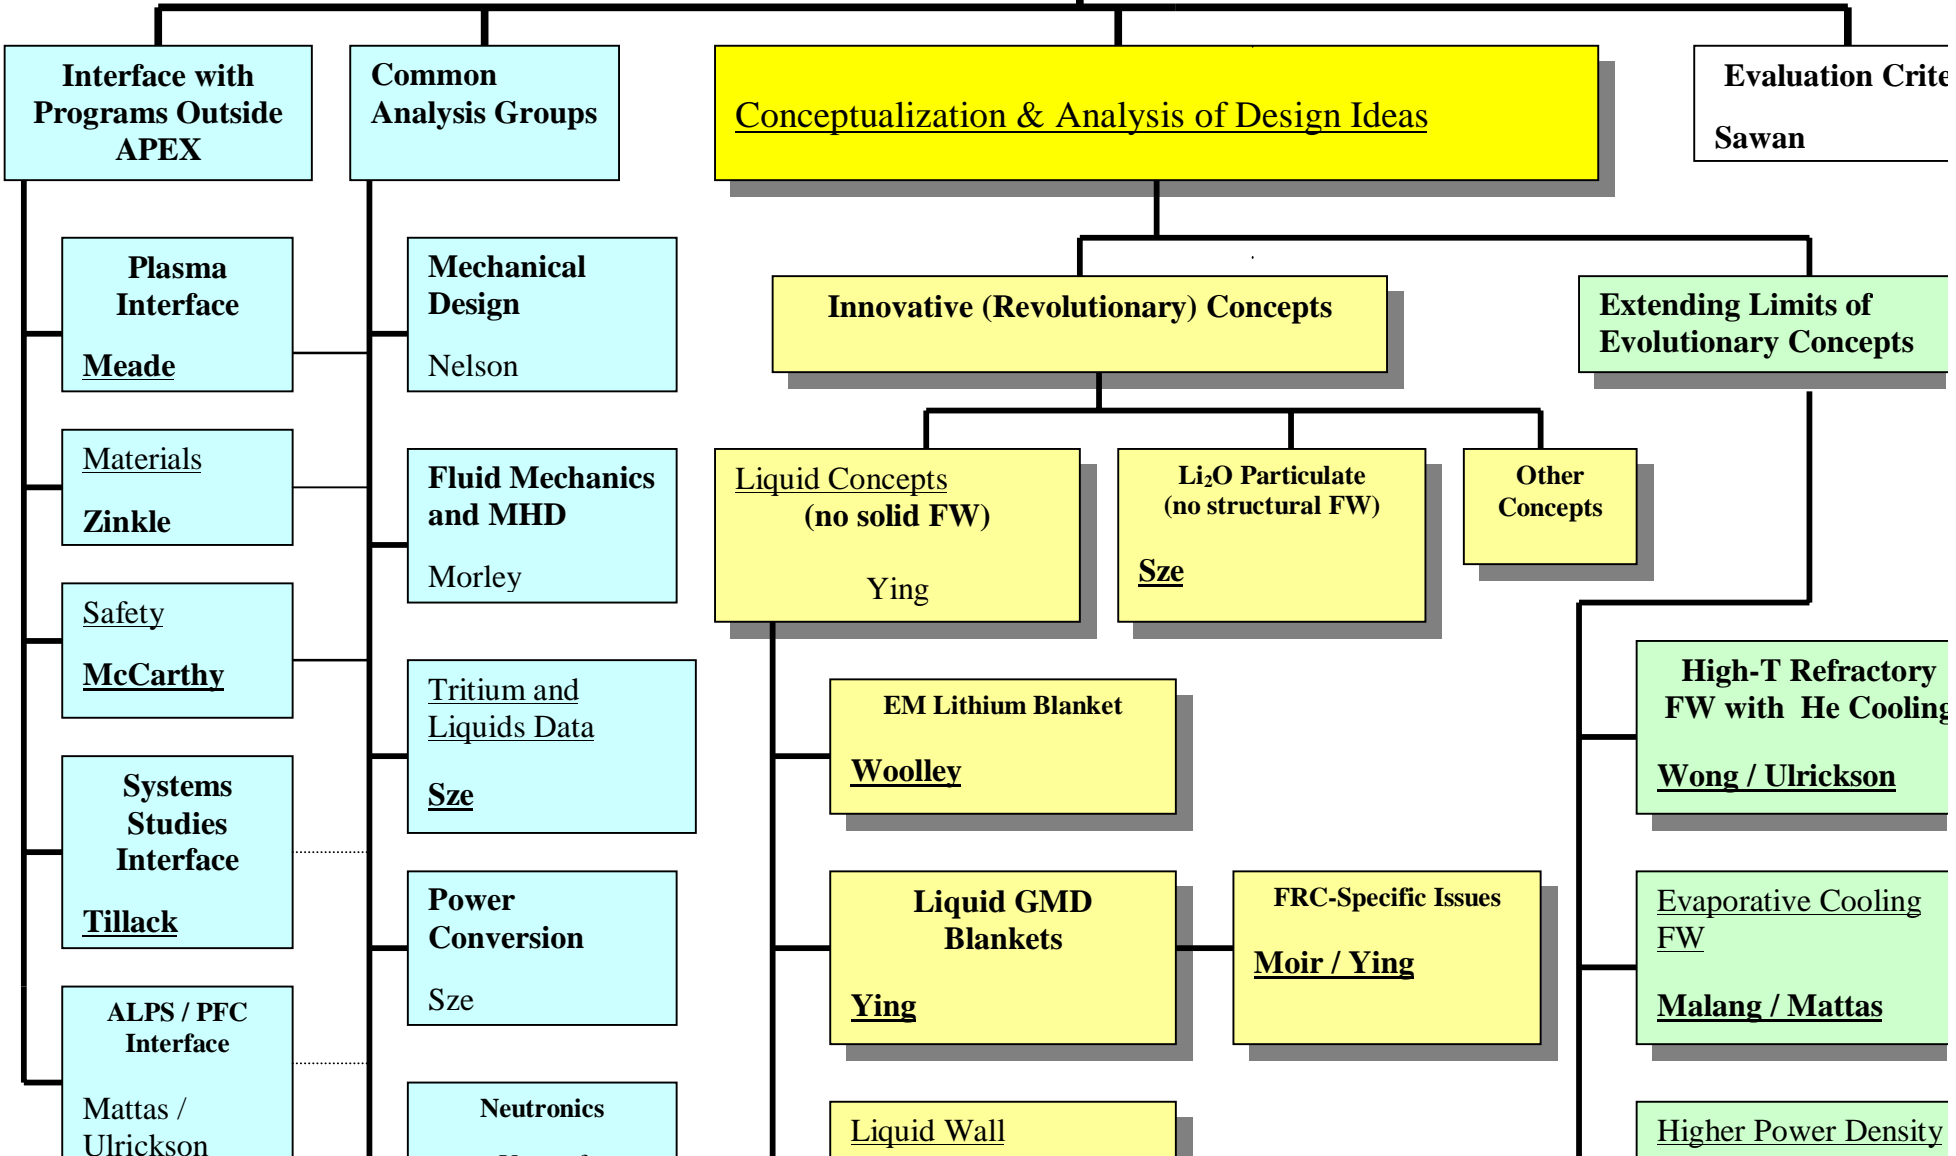 Interface with
Programs Outside
APEX
Common
Analysis Groups
Conceptualization & Analysis of Design Ideas
Evaluation Crite
Sawan
Plasma
Interface
Meade
Mechanical
Design
Nelson
Innovative (Revolutionary) Concepts
Extending Limits of
Evolutionary Concepts
Materials
Zinkle
Fluid Mechanics
and MHD
Morley
Liquid Concepts
(no solid FW)
Ying
Li₂O Particulate
(no structural FW)
Sze
Other
Concepts
Safety
McCarthy
Tritium and
Liquids Data
Sze
EM Lithium Blanket
Woolley
High-T Refractory
FW with He Cooling
Wong / Ulrickson
Systems
Studies
Interface
Tillack
Power
Conversion
Sze
Liquid GMD
Blankets
Ying
FRC-Specific Issues
Moir / Ying
Evaporative Cooling
FW
Malang / Mattas
ALPS / PFC
Interface
Mattas /
Ulrickson
Neutronics
Liquid Wall
Higher Power Density